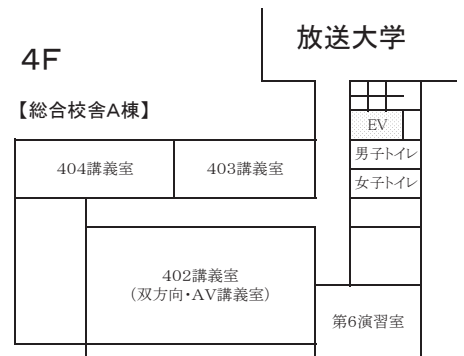 放送大学
4F
【総合校舎A棟】
EV
男子トイレ
404講義室
403講義室
女子トイレ
402講義室
（双方向・AV講義室）
第6演習室